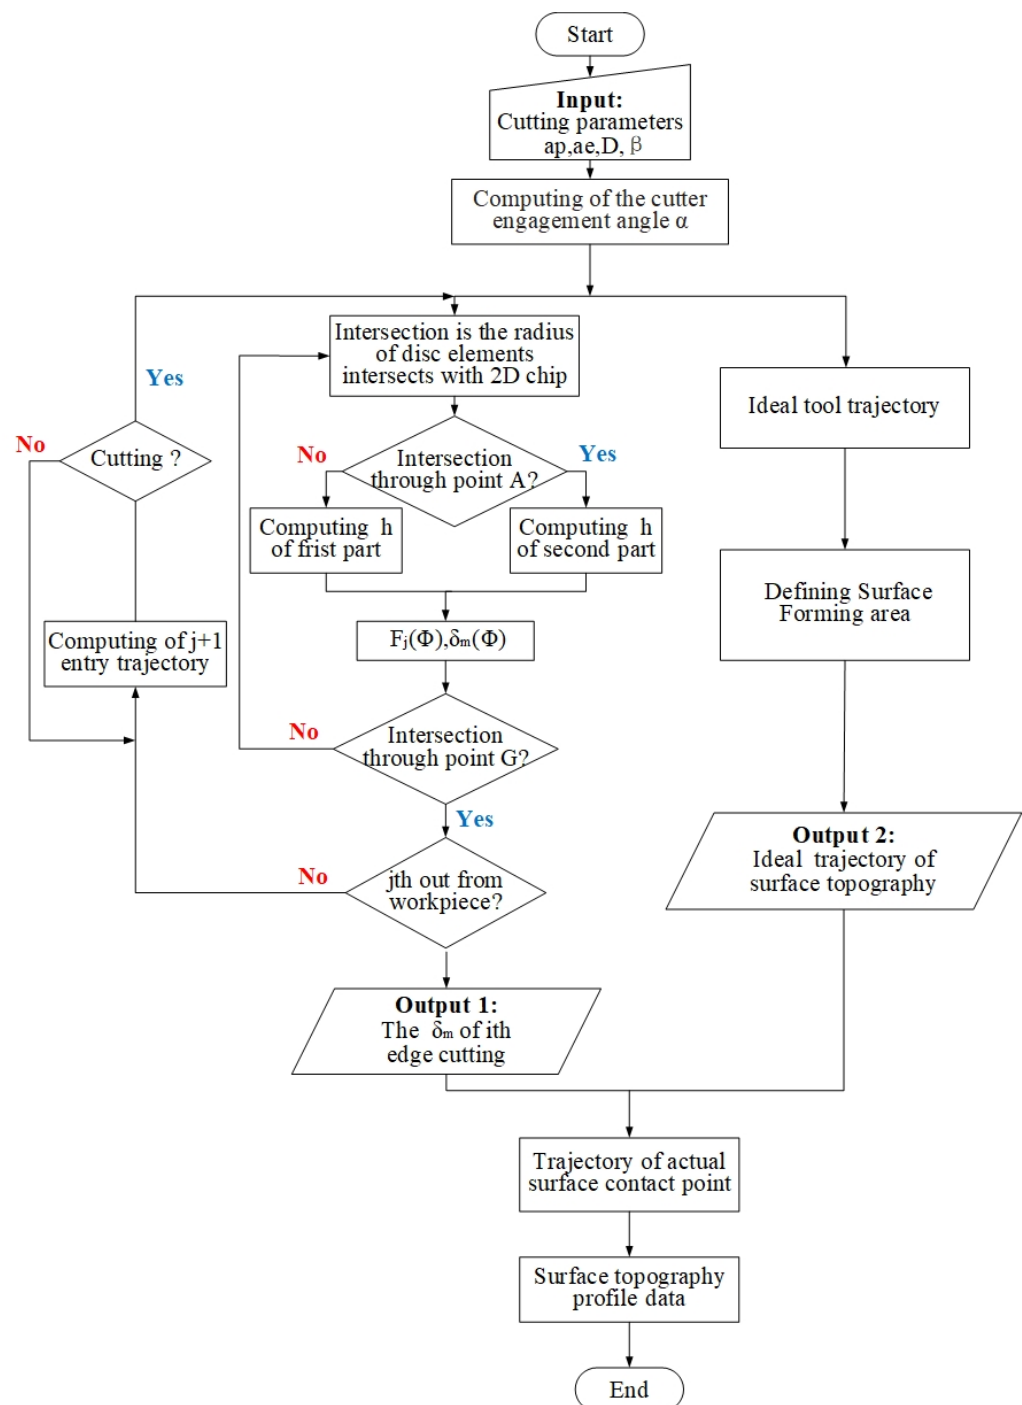 Start
Input:
Cutting parameters
ap,ae,D, β
Computing of the cutter
engagement angle α
Intersection is the radius
of disc elements
intersects with 2D chip
Yes
Ideal tool trajectory
No
Cutting ?
No
Intersection
through point A?
Yes
Computing h
of frist part
Computing h
of second part
Defining Surface
Forming area
Computing of j+1
entry trajectory
Fj(Φ),δm(Φ)
No
Intersection
through point G?
Yes
Output 2:
Ideal trajectory of
surface topography
No
jth out from
workpiece?
Output 1:
The δm of ith
edge cutting
Trajectory of actual
surface contact point
Surface topography
profile data
End